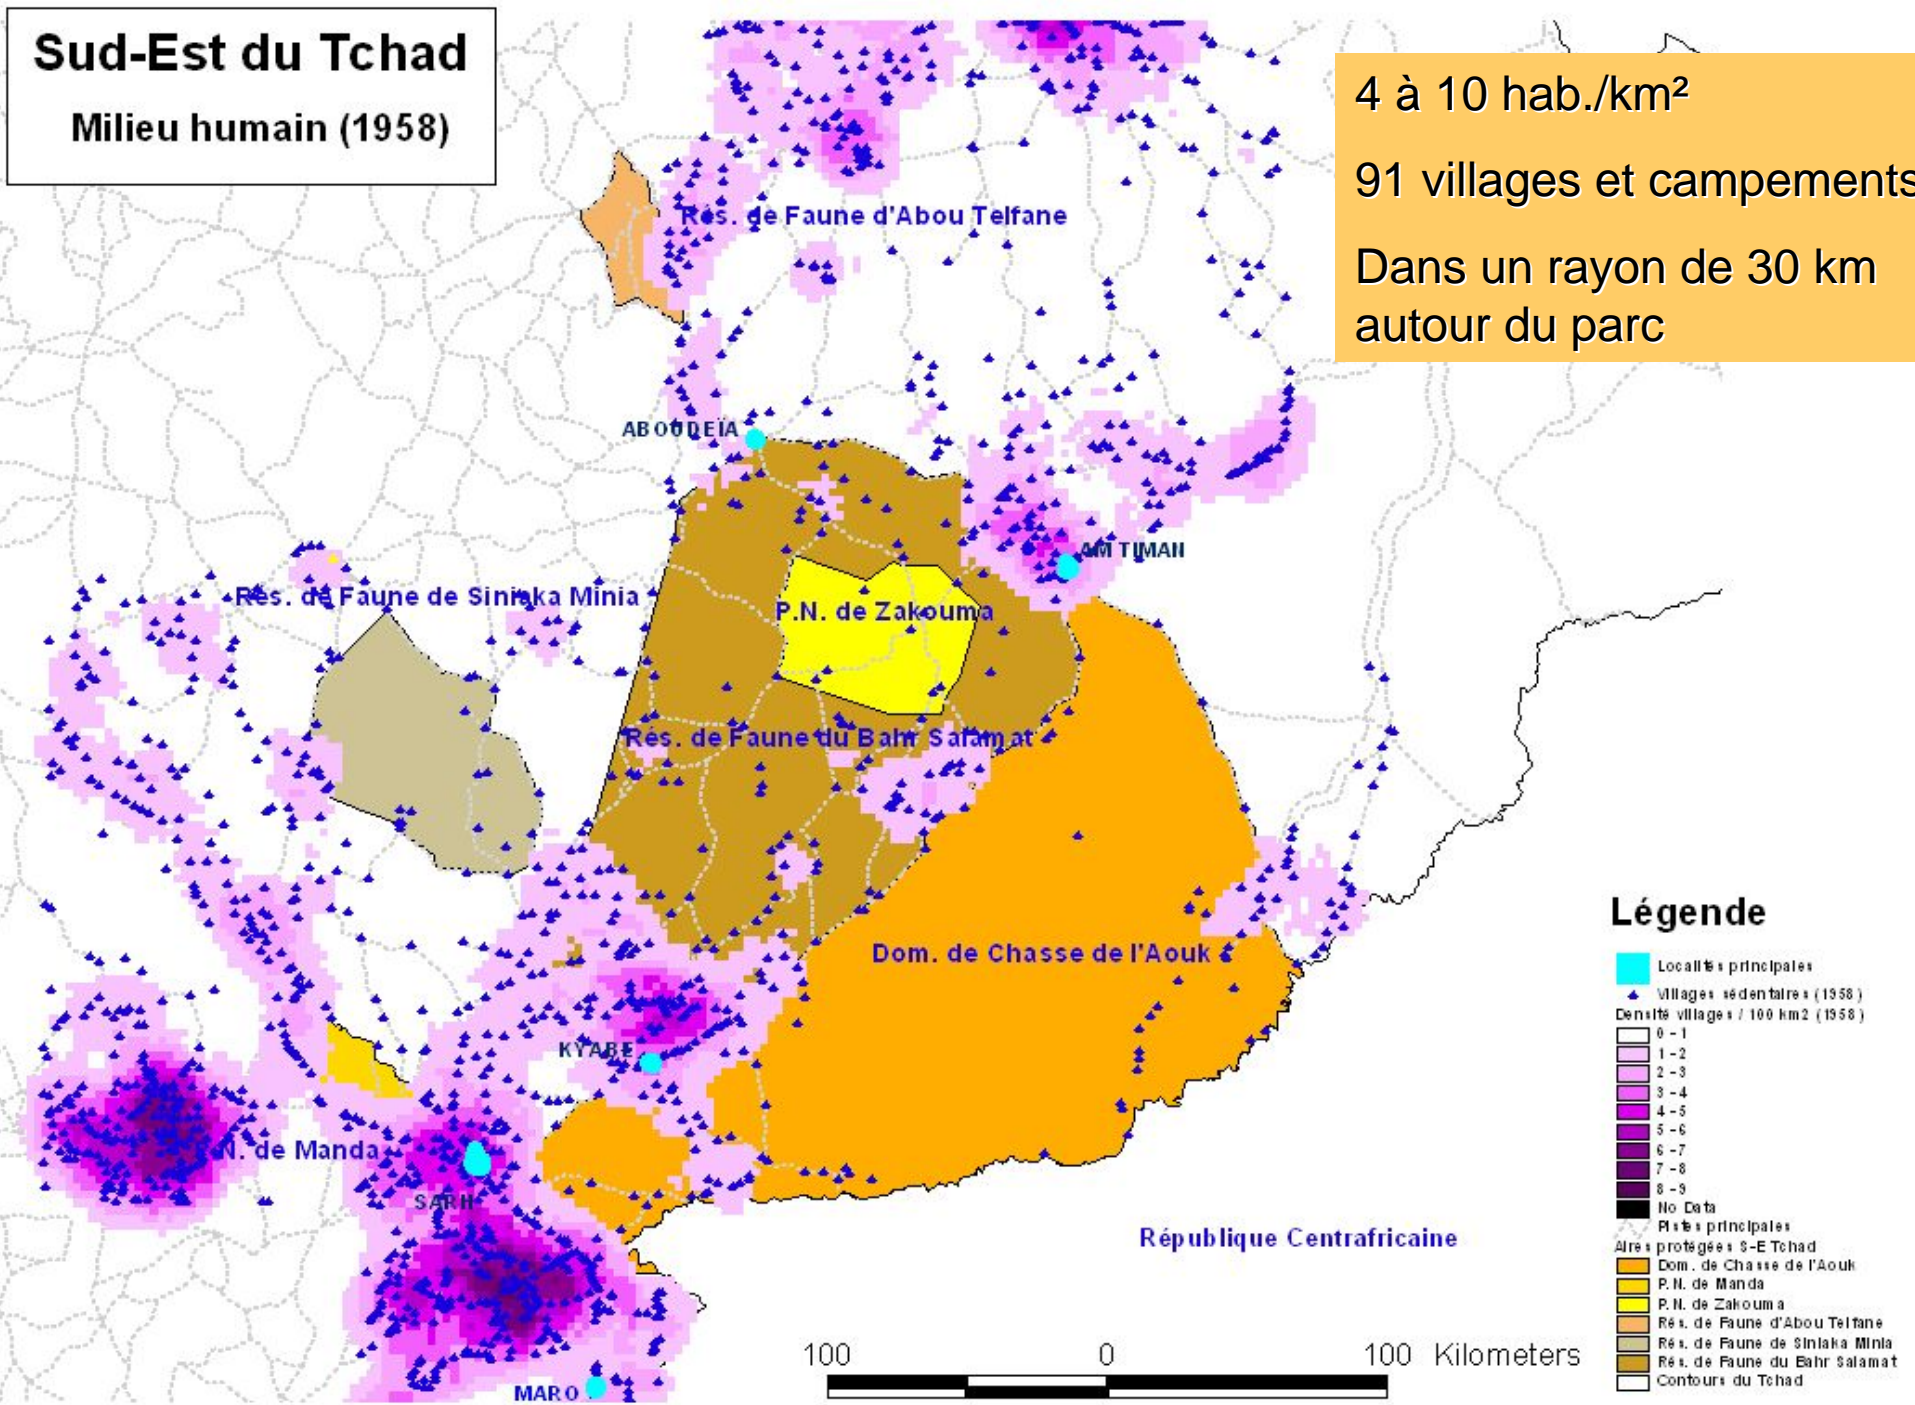 Sud-Est du Tchad
Milieu humain (1958)
4 à 10 hab./km²
91 villages et campements
Dans un rayon de 30 km
autour du parc
Rés. de Faune d'Abou Telfane
ABOUDEÏA
AM TIMAN
Rés. de Faune de Siniaka Minia
P.N. de Zakouma
Rés. de Faune du Bahr Salamat
Dom. de Chasse de l'Aouk
KYABE
N. de Manda
SARH
République Centrafricaine
MARO
100 0 100 Kilometers
Légende
Localités principales
Villages sédentaires (1958)
Densité villages / 100 km2 (1958)
0 - 1
1 - 2
2 - 3
3 - 4
4 - 5
5 - 6
6 - 7
7 - 8
8 - 9
No Data
Pistes principales
Aires protégées S-E Tchad
Dom. de Chasse de l'Aouk
P.N. de Manda
P.N. de Zakouma
Rés. de Faune d'Abou Telfane
Rés. de Faune de Siniaka Minia
Rés. de Faune du Bahr Salamat
Contours du Tchad